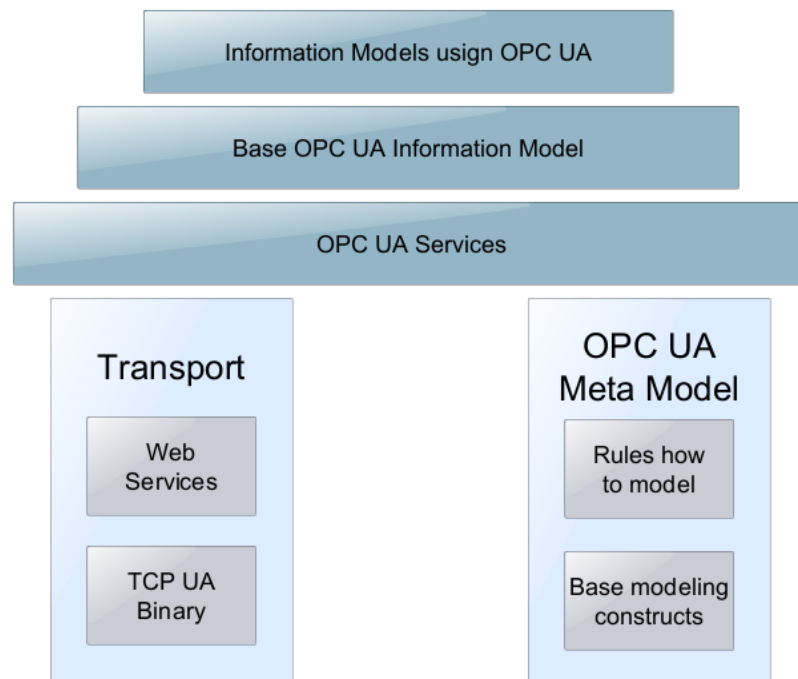 Information Models usign OPC UA
Base OPC UA Information Model
OPC UA Services
Transport
Web
Services
TCP UA
Binary
OPC UA
Meta Model
Rules how
to model
Base modeling
constructs